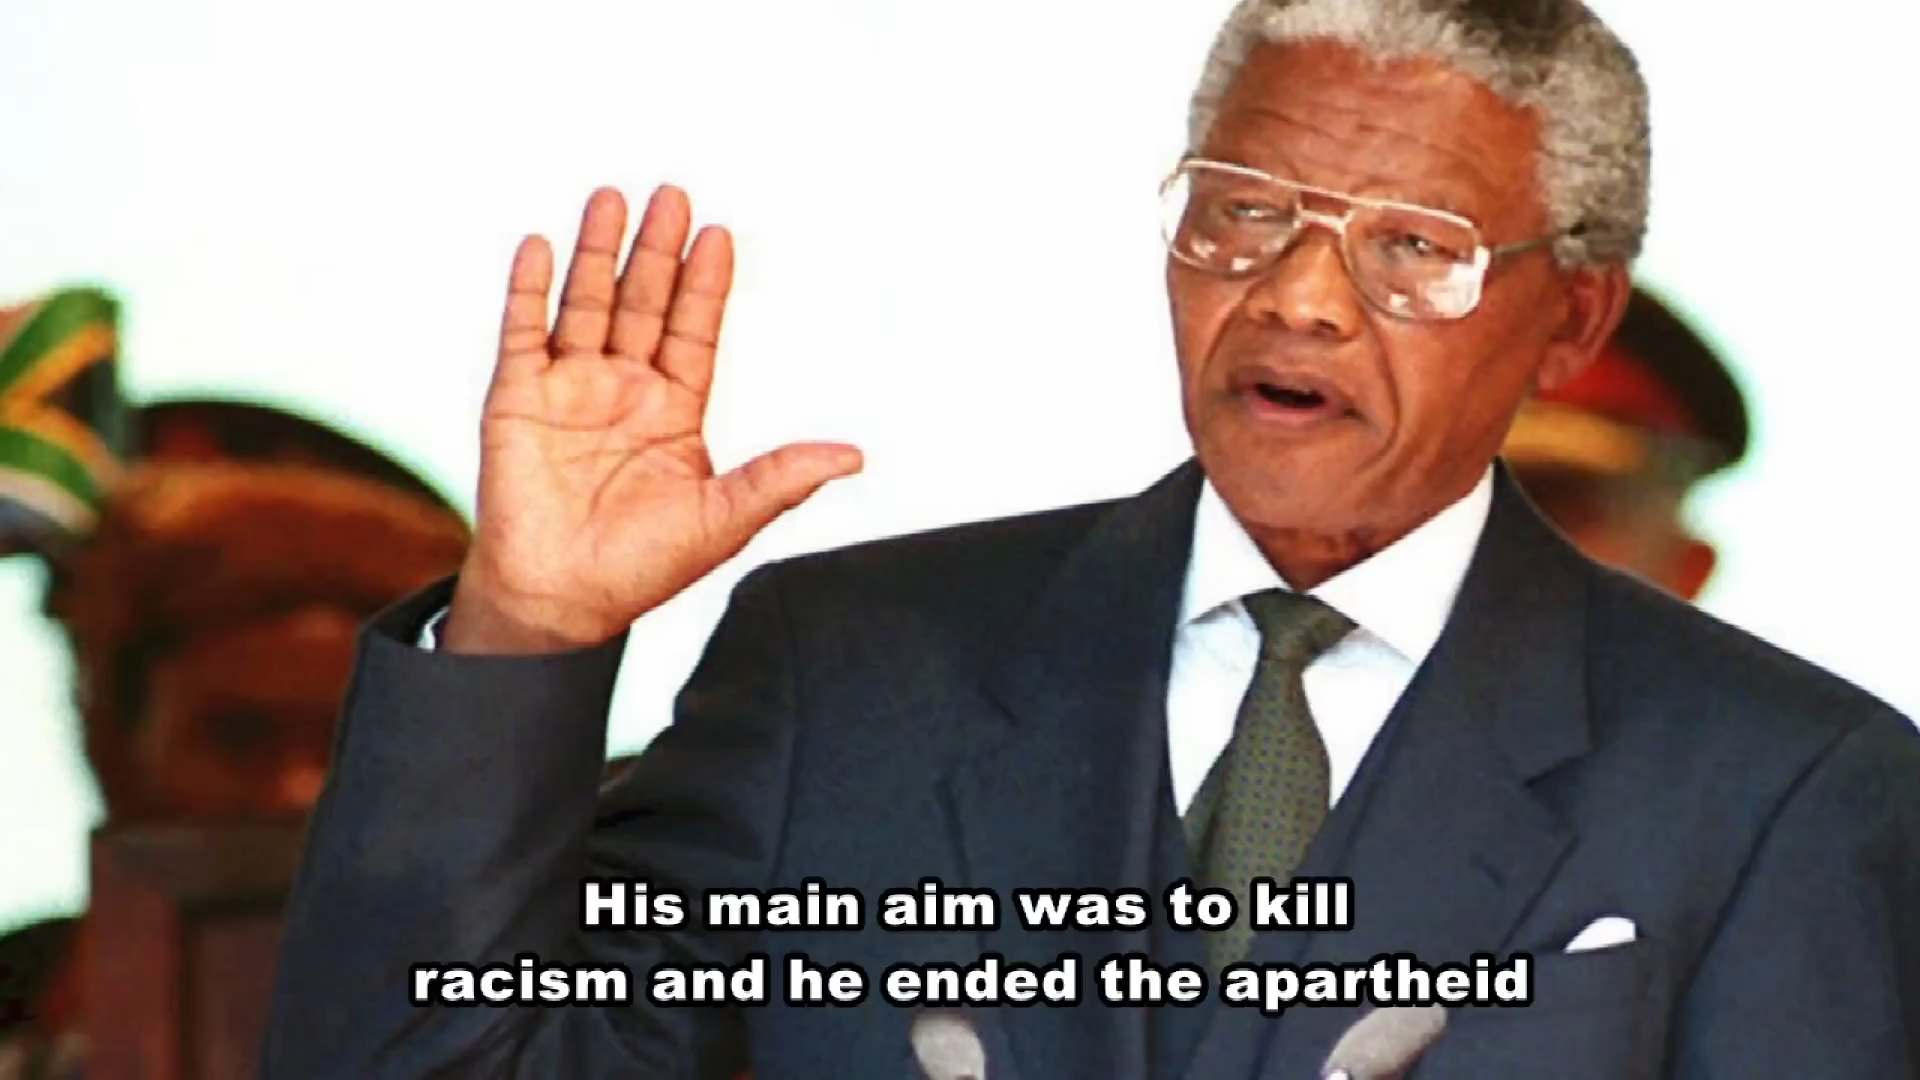 His main aim was to kill
racism and he ended the apartheid